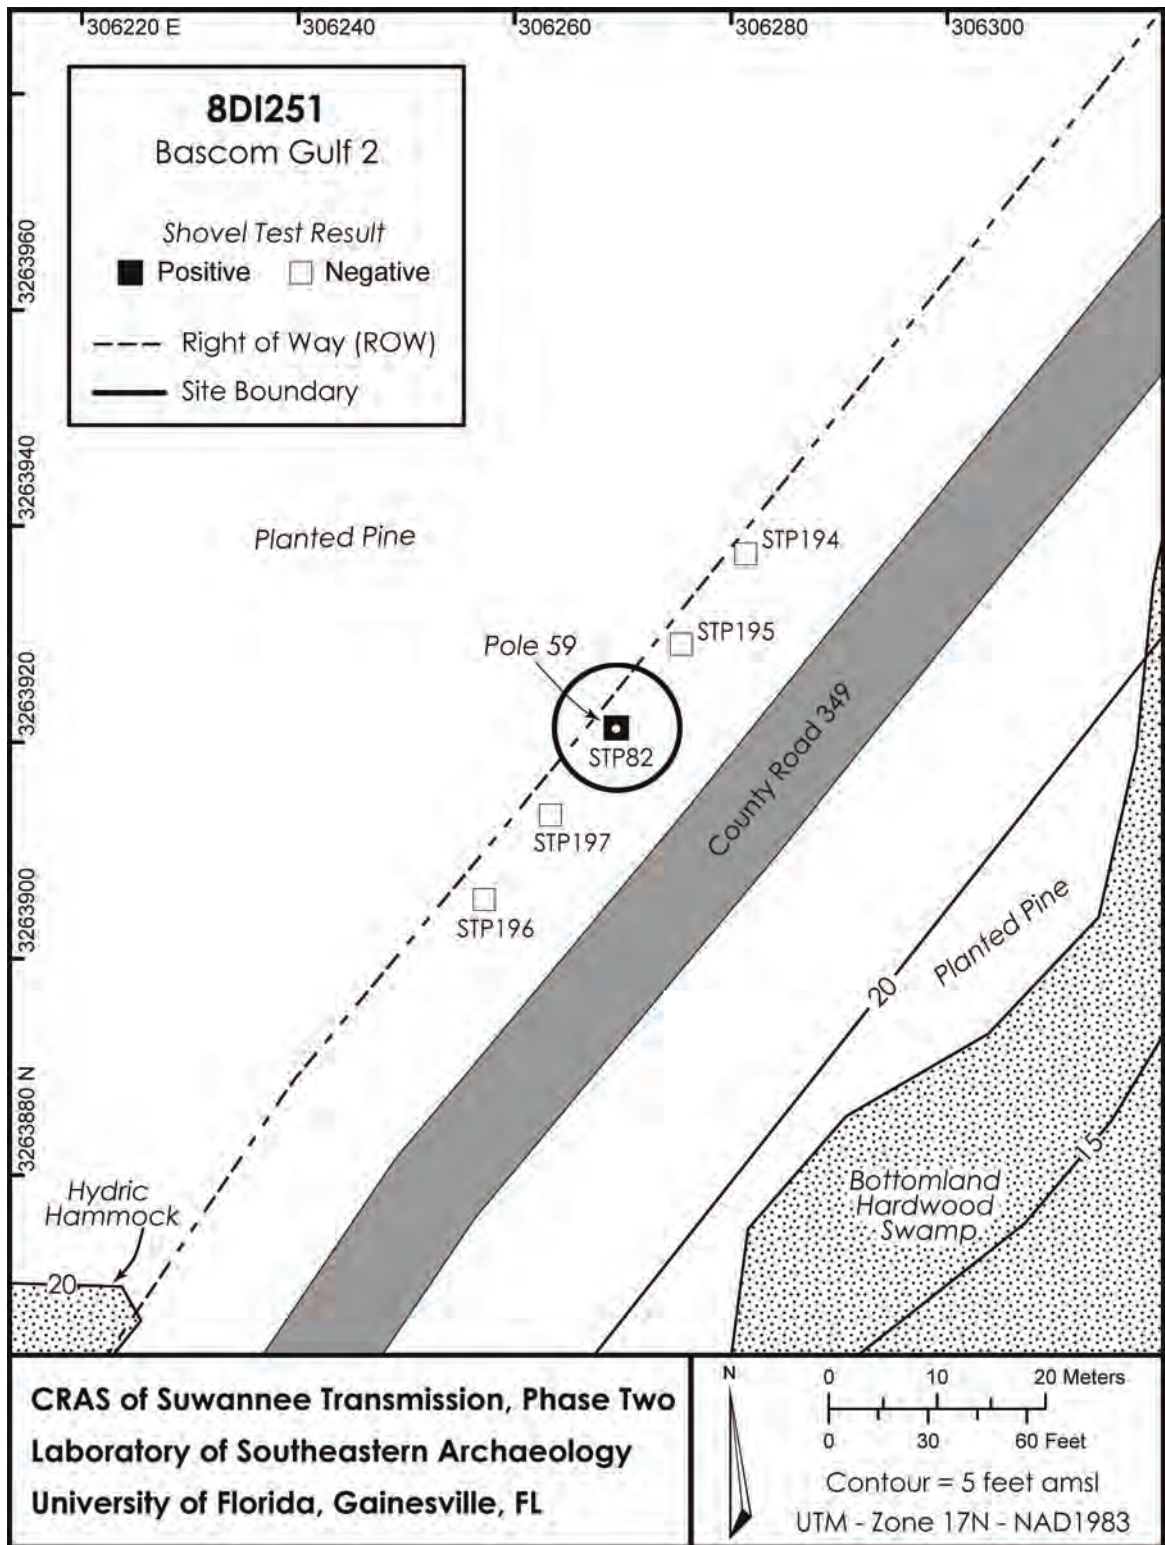 306220 E
306240
306260
306280
306300
8DI251
Bascom Gulf 2
Shovel Test Result
Positive
Negative
Right of Way (ROW)
Site Boundary
3263960
3263940
3263920
3263900
3263880 N
Planted Pine
STP194
STP195
Pole 59
STP82
STP197
STP196
County Road 349
20
Planted Pine
15
Bottomland
Hardwood
Swamp
Hydric
Hammock
20
CRAS of Suwannee Transmission, Phase Two
Laboratory of Southeastern Archaeology
University of Florida, Gainesville, FL
N
0 10 20 Meters
0 30 60 Feet
Contour = 5 feet amsl
UTM - Zone 17N - NAD1983